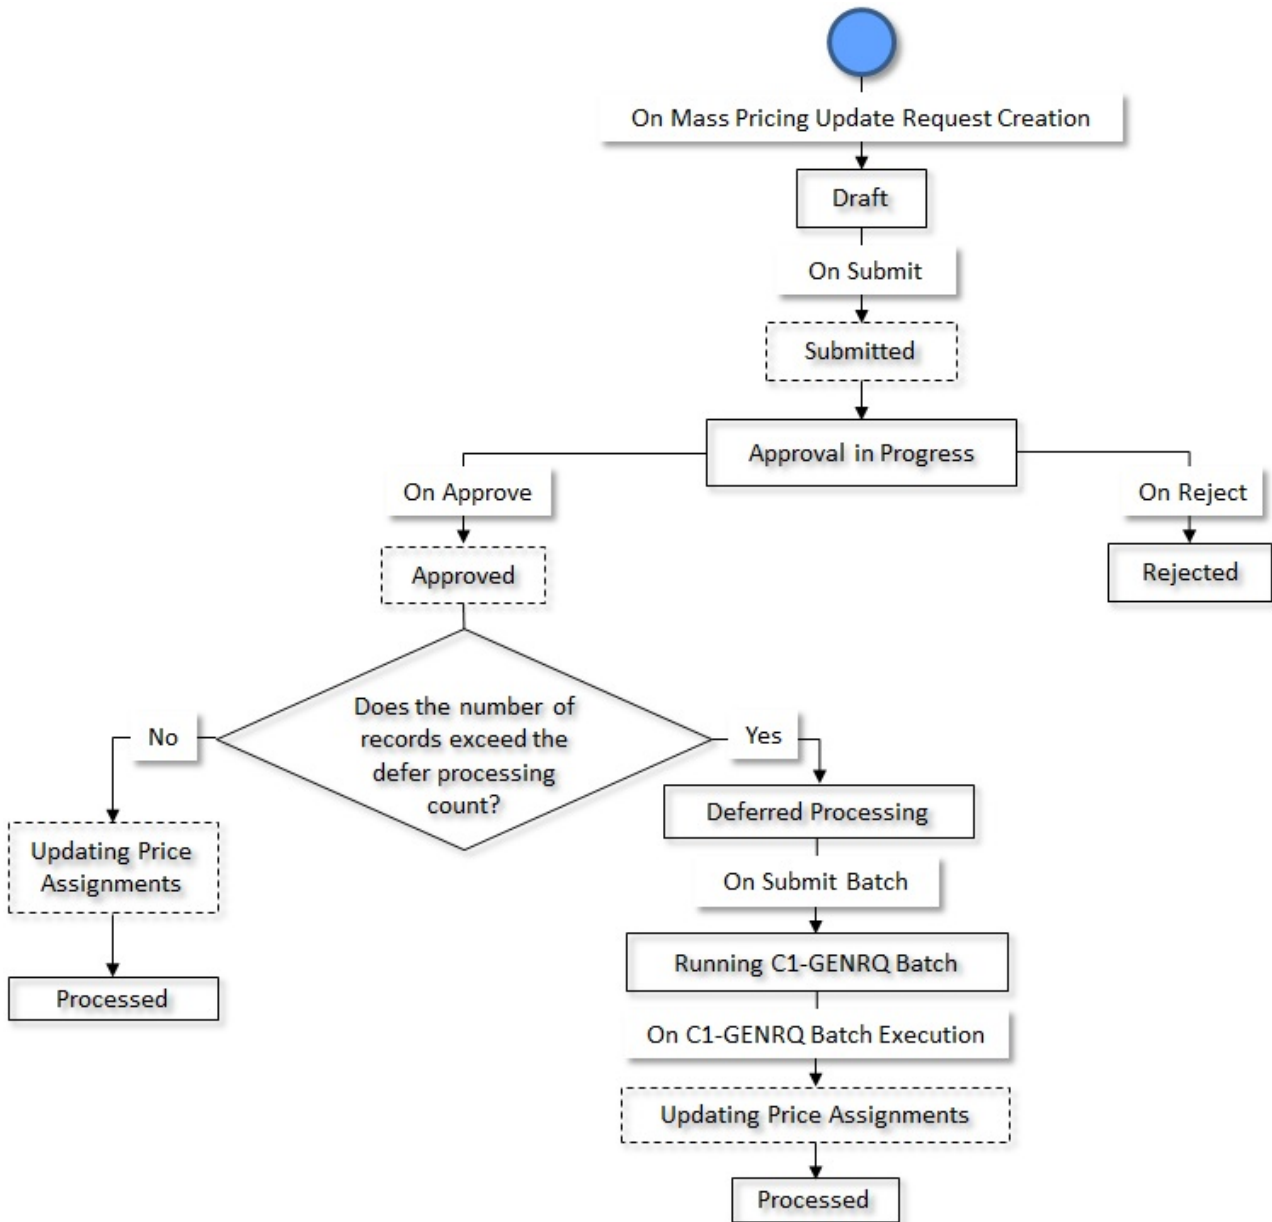 On Mass Pricing Update Request Creation
Draft
On Submit
Submitted
Approval in Progress
On Approve
On Reject
Approved
Rejected
Does the number of
records exceed the
defer processing
count?
No
Yes
Updating Price
Assignments
Processed
Deferred Processing
On Submit Batch
Running C1-GENRQ Batch
On C1-GENRQ Batch Execution
Updating Price Assignments
Processed